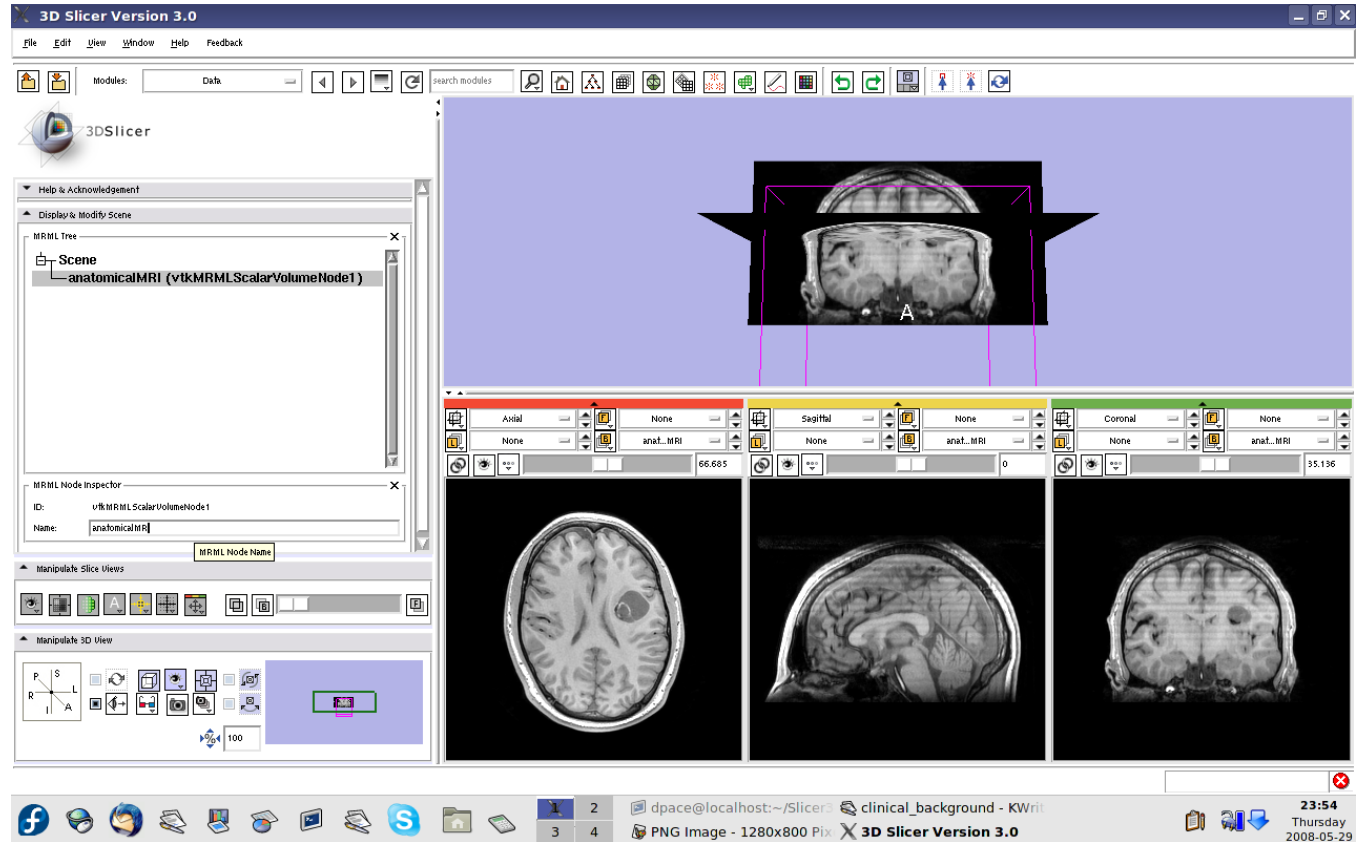 3D Slicer Version 3.0
File Edit View Window Help Feedback
Modules: Data search modules
3DSlicer
Help & Acknowledgement
Display & Modify Scene
MRML Tree
Scene
anatomicalMRI (vtkMRMLScalarVolumeNode1)
MRML Node Inspector
ID: vtkMRMLScalarVolumeNode1
Name: anatomicalMRI
MRML Node Name
Manipulate Slice Views
A
L B F
Manipulate 3D View
P S
R L
I A
% 100
A
Axial F None
L None B anat...MRI
66.685
Sagittal F None
L None B anat...MRI
0
Coronal F None
L None B anat...MRI
35.136
1 2
3 4
dpace@localhost:~/Slicer3
clinical_background - KWrit
PNG Image - 1280x800 Pix
3D Slicer Version 3.0
23:54
Thursday
2008-05-29